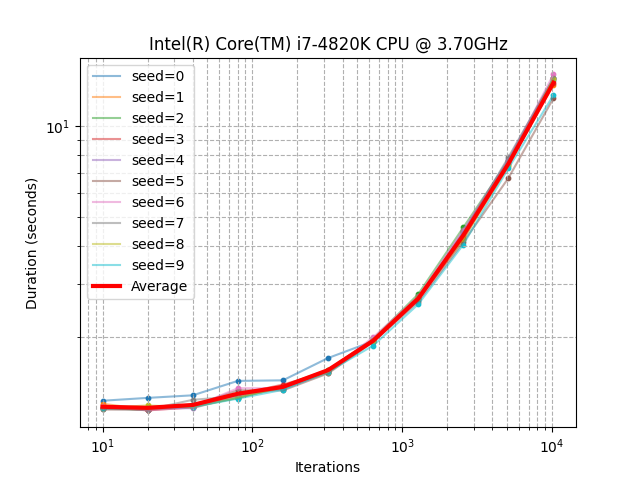 Intel(R) Core(TM) i7-4820K CPU @ 3.70GHz
seed=0
seed=1
seed=2
seed=3
seed=4
seed=5
seed=6
seed=7
seed=8
seed=9
Average
Duration (seconds)
10¹
10¹ 10² 10³ 10⁴
Iterations